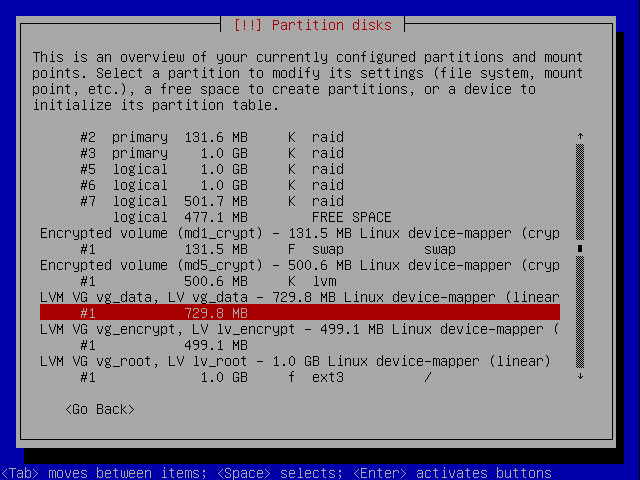 [!!] Partition disks
This is an overview of your currently configured partitions and mount
points. Select a partition to modify its settings (file system, mount
point, etc.), a free space to create partitions, or a device to
initialize its partition table.
#2 primary 131.6 MB K raid
#3 primary 1.0 GB K raid
#5 logical 1.0 GB K raid
#6 logical 1.0 GB K raid
#7 logical 501.7 MB K raid
logical 477.1 MB FREE SPACE
Encrypted volume (md1_crypt) - 131.5 MB Linux device-mapper (cryp
#1 131.5 MB F swap swap
Encrypted volume (md5_crypt) - 500.6 MB Linux device-mapper (cryp
#1 500.6 MB K lvm
LVM VG vg_data, LV vg_data - 729.8 MB Linux device-mapper (linear
#1 729.8 MB
LVM VG vg_encrypt, LV lv_encrypt - 499.1 MB Linux device-mapper (
#1 499.1 MB
LVM VG vg_root, LV lv_root - 1.0 GB Linux device-mapper (linear)
#1 1.0 GB f ext3 /
<Go Back>
<Tab> moves between items; <Space> selects; <Enter> activates buttons